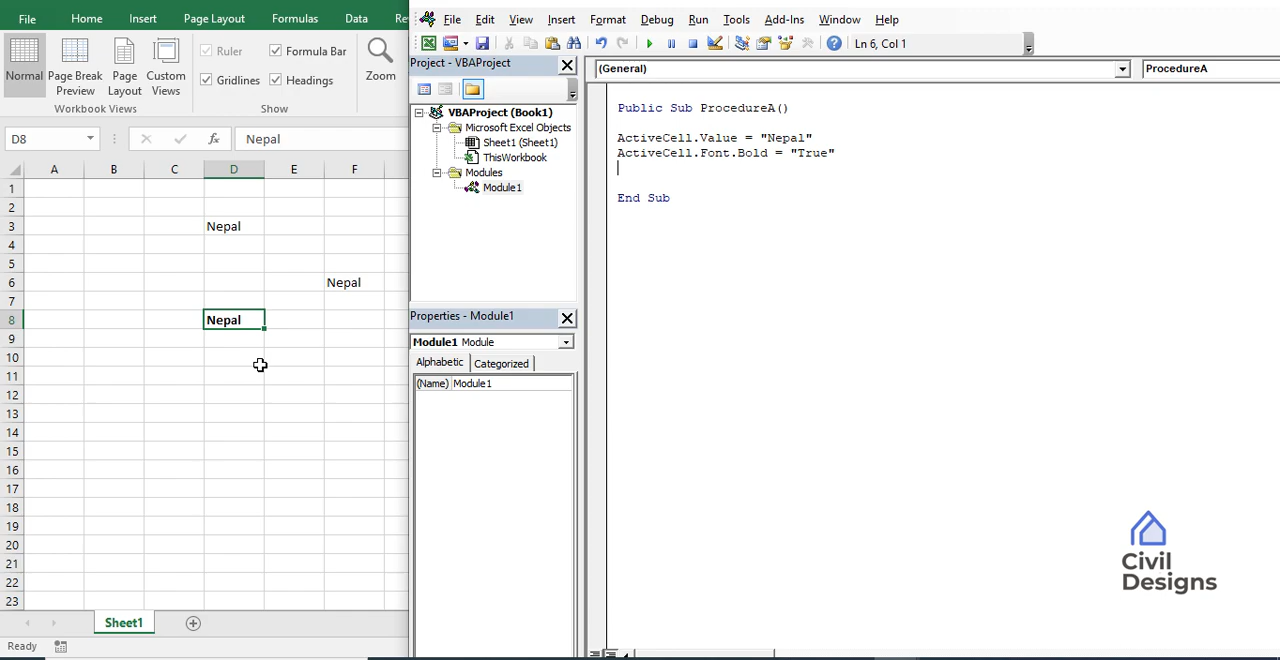 File Home Insert Page Layout Formulas Data Re
Normal Page Break Preview Page Layout Custom Views
Workbook Views
Ruler Formula Bar
Gridlines Headings
Show
Zoom
D8 fx Nepal
A B C D E F
1
2
3 Nepal
4
5
6 Nepal
7
8 Nepal
9
10
11
12
13
14
15
16
17
18
19
20
21
22
23
Sheet1
Ready
File Edit View Insert Format Debug Run Tools Add-Ins Window Help
Ln 6, Col 1
Project - VBAProject
VBAProject (Book1)
Microsoft Excel Objects
Sheet1 (Sheet1)
ThisWorkbook
Modules
Module1
Properties - Module1
Module1 Module
Alphabetic Categorized
(Name) Module1
(General) ProcedureA
Public Sub ProcedureA()
ActiveCell.Value = "Nepal"
ActiveCell.Font.Bold = "True"
End Sub
Civil
Designs